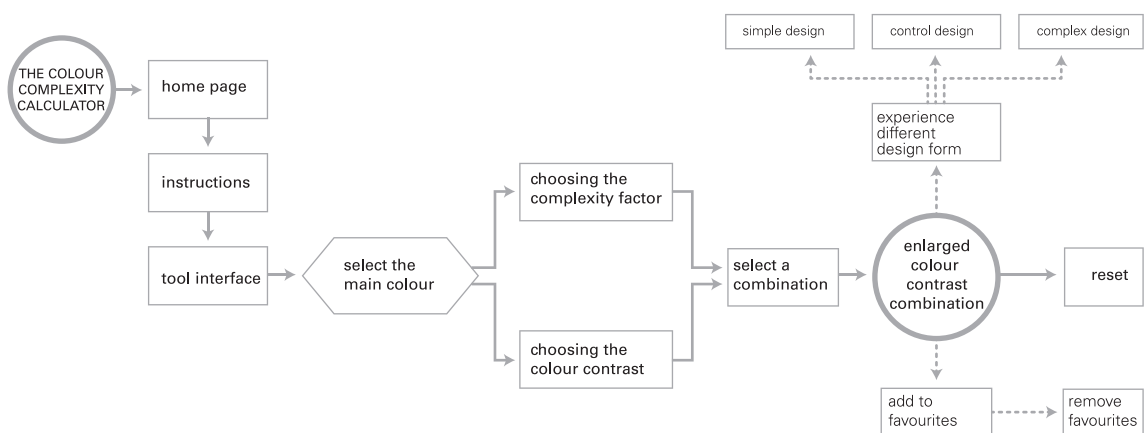 THE COLOUR
COMPLEXITY
CALCULATOR
home page
instructions
tool interface
select the
main colour
choosing the
complexity factor
choosing the
colour contrast
select a
combination
enlarged
colour
contrast
combination
experience
different
design form
simple design
control design
complex design
reset
add to
favourites
remove
favourites